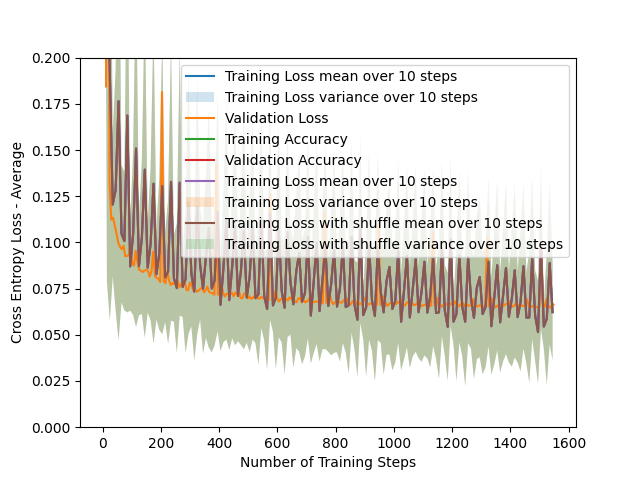 0.200
0.175
0.150
0.125
0.100
0.075
0.050
0.025
0.000
Cross Entropy Loss - Average
Training Loss mean over 10 steps
Training Loss variance over 10 steps
Validation Loss
Training Accuracy
Validation Accuracy
Training Loss mean over 10 steps
Training Loss variance over 10 steps
Training Loss with shuffle mean over 10 steps
Training Loss with shuffle variance over 10 steps
0 200 400 600 800 1000 1200 1400 1600
Number of Training Steps